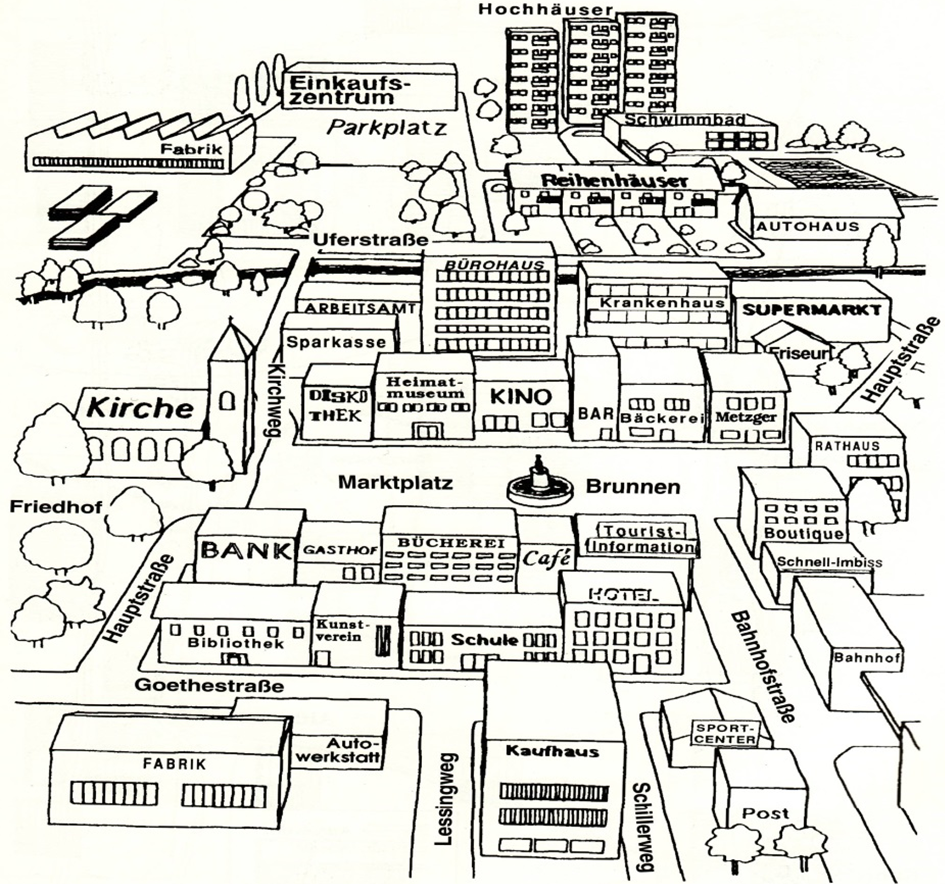 Hochhäuser
Einkaufs-
zentrum
Parkplatz
Schwimmbad
Fabrik
Reihenhäuser
AUTOHAUS
Uferstraße
BÜROHAUS
ARBEITSAMT
Krankenhaus
SUPERMARKT
Sparkasse
Friseur
Hauptstraße
Kirchweg
DISKO
THEK
Heimat-
museum
KINO
BAR
Bäckerei
Metzger
Kirche
RATHAUS
Marktplatz
Brunnen
Friedhof
BANK
GASTHOF
BÜCHEREI
Café
Tourist-
Information
Boutique
Schnell-Imbiss
Hauptstraße
Bibliothek
Kunst-
verein
Schule
HOTEL
Bahnhofstraße
Bahnhof
Goethestraße
FABRIK
Auto-
werkstatt
Lessingweg
Kaufhaus
Schillerweg
SPORT-
CENTER
Post